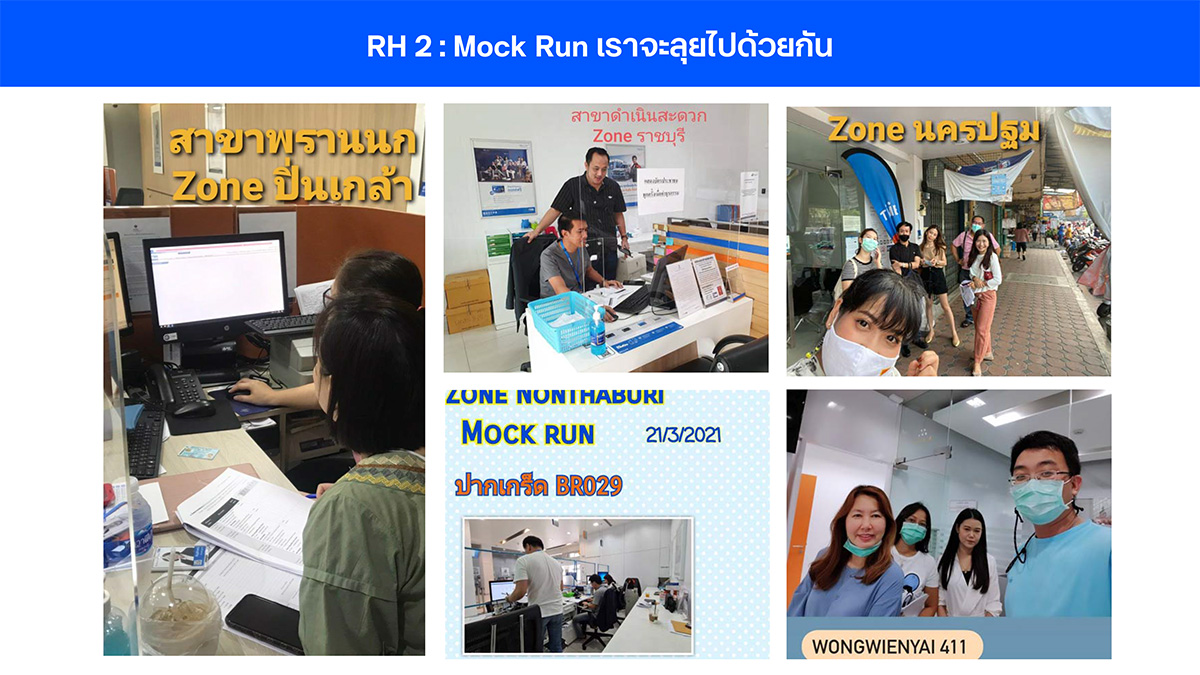 RH 2 : Mock Run เราจะลุยไปด้วยกัน
สาขาพรานนก
Zone ปิ่นเกล้า
สาขาดำเนินสะดวก
Zone ราชบุรี
Zone นครปฐม
ZONE NONTHABURI
MOCK RUN
21/3/2021
ปากเกร็ด BR029
WONGWIENYAI 411